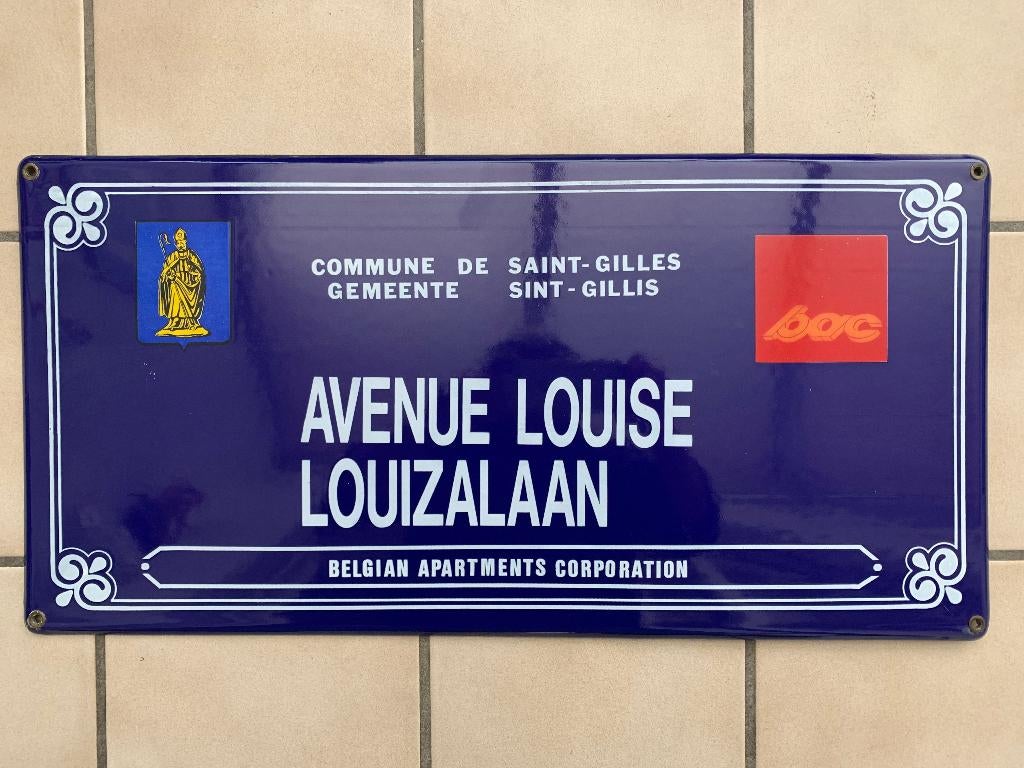 COMMUNE DE SAINT-GILLES
GEMEENTE SINT-GILLIS
bac
AVENUE LOUISE
LOUIZALAAN
BELGIAN APARTMENTS CORPORATION